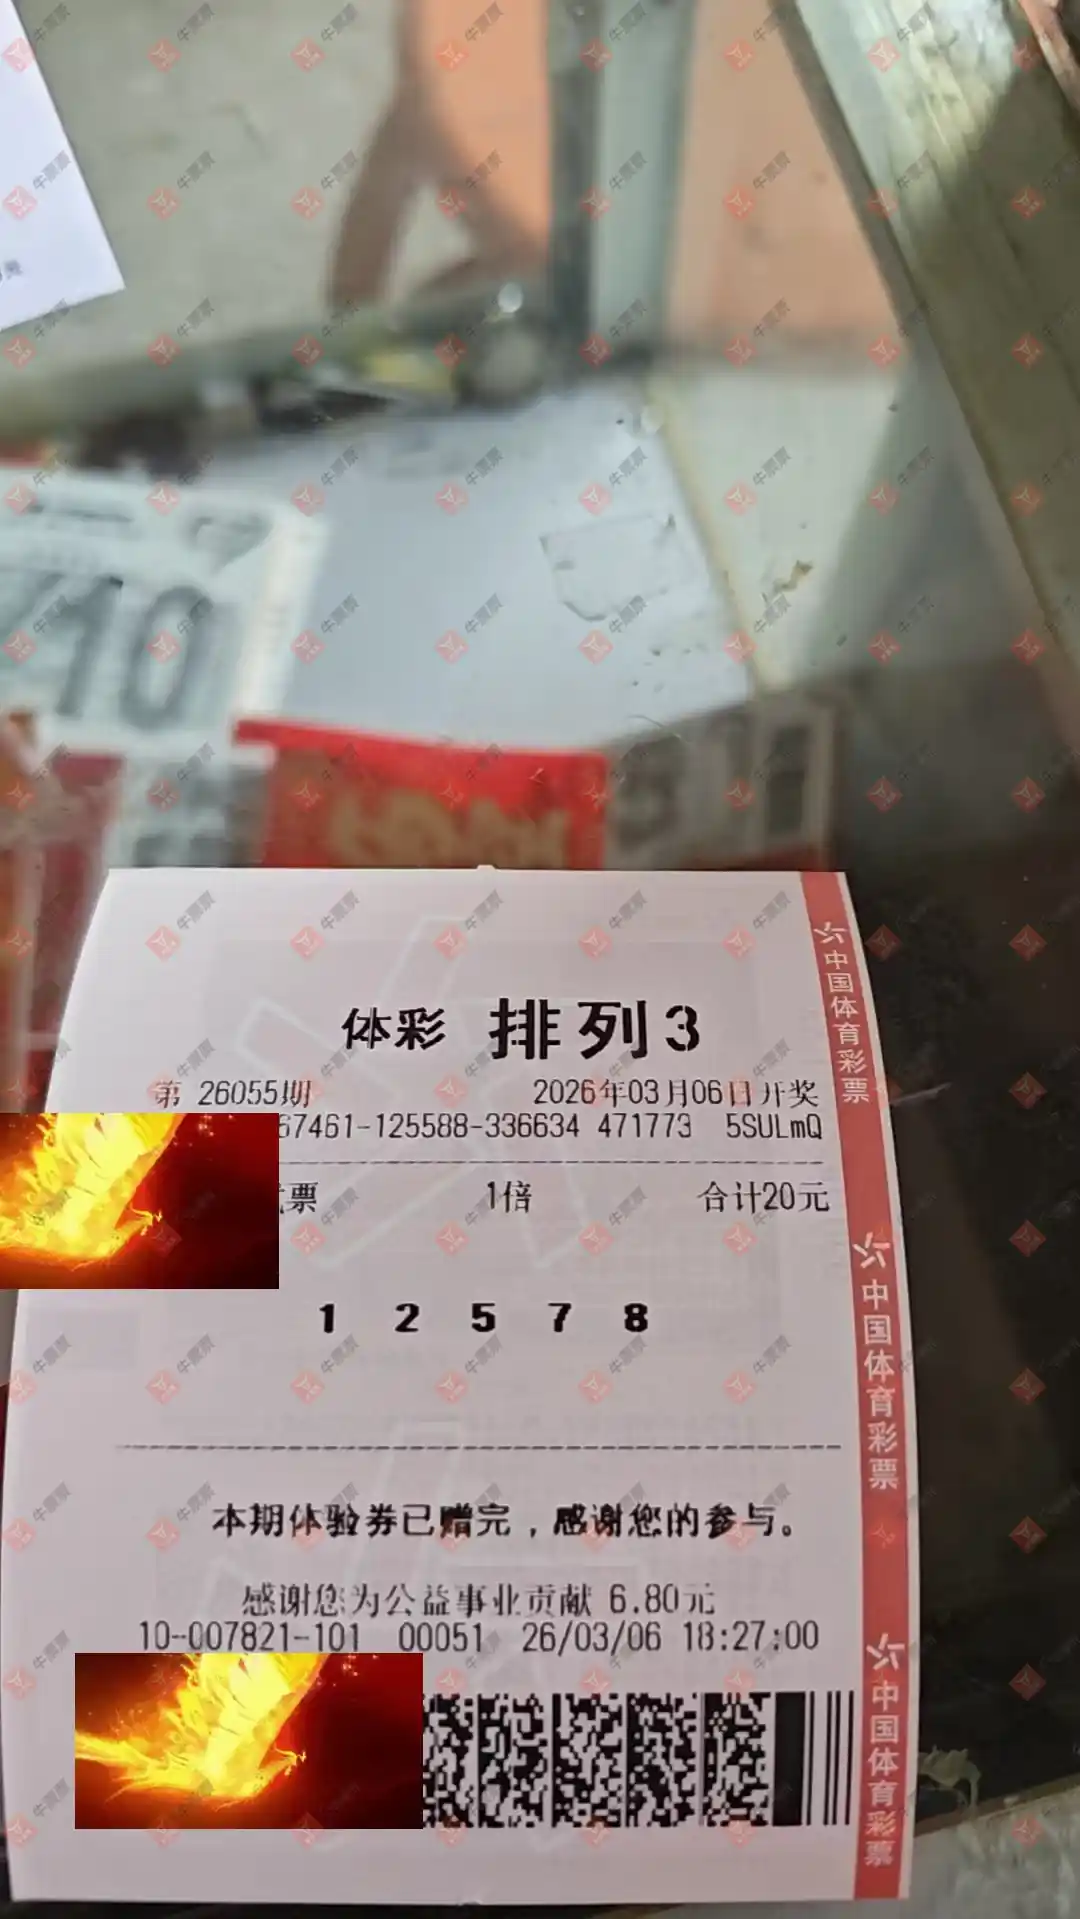 体彩 排列3
第 26055期 2026年03月06日开奖
67461-125588-336634 471773 5SULmQ
票 1倍 合计20元
1 2 5 7 8
本期体验券已赠完，感谢您的参与。
感谢您为公益事业贡献 6.80元
10-007821-101 00051 26/03/06 18:27:00
中国体育彩票
中国体育彩票
中国体育彩票
10
牛票票